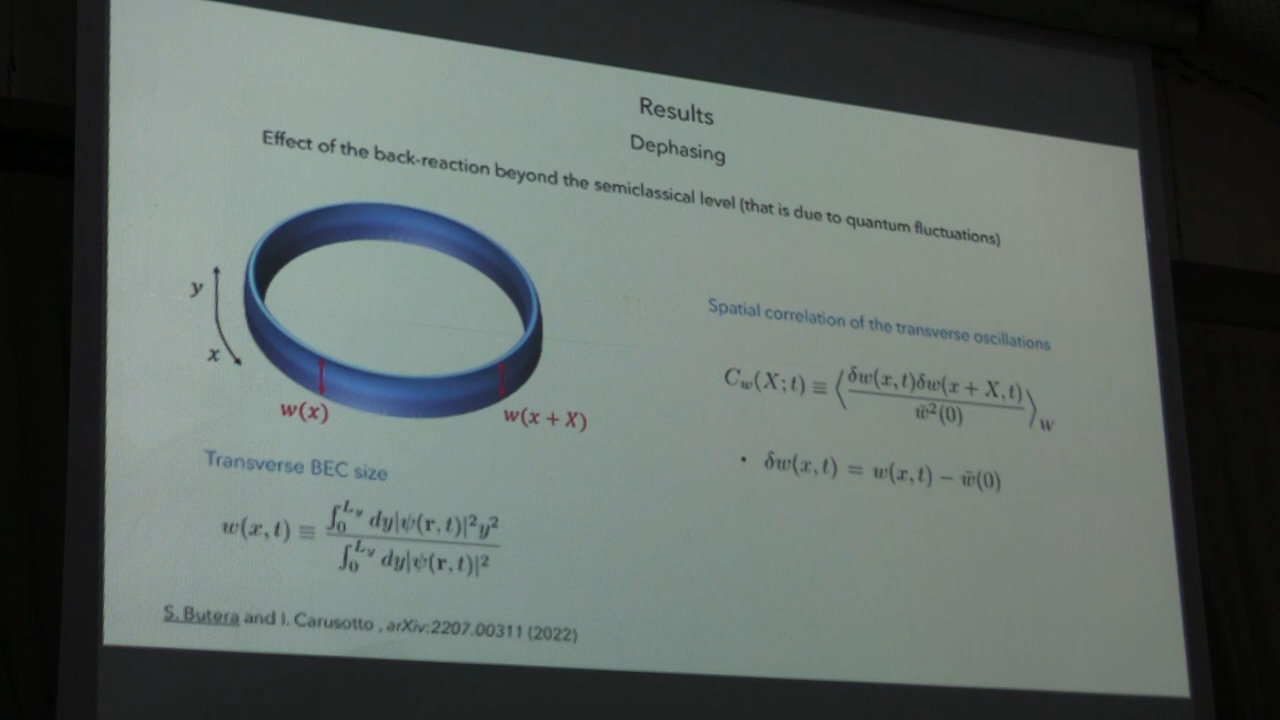 Results
Dephasing
Effect of the back-reaction beyond the semiclassical level (that is due to quantum fluctuations)
y
x
w(x)
w(x + X)
Spatial correlation of the transverse oscillations
C_w(X; t) ≡ ⟨ δw(x, t)δw(x + X, t) / w̄²(0) ⟩_W
• δw(x, t) = w(x, t) − w̄(0)
Transverse BEC size
w(x, t) ≡ ∫₀^{L_y} dy|ψ(r, t)|²y² / ∫₀^{L_y} dy|ψ(r, t)|²
S. Butera and I. Carusotto , arXiv:2207.00311 (2022)